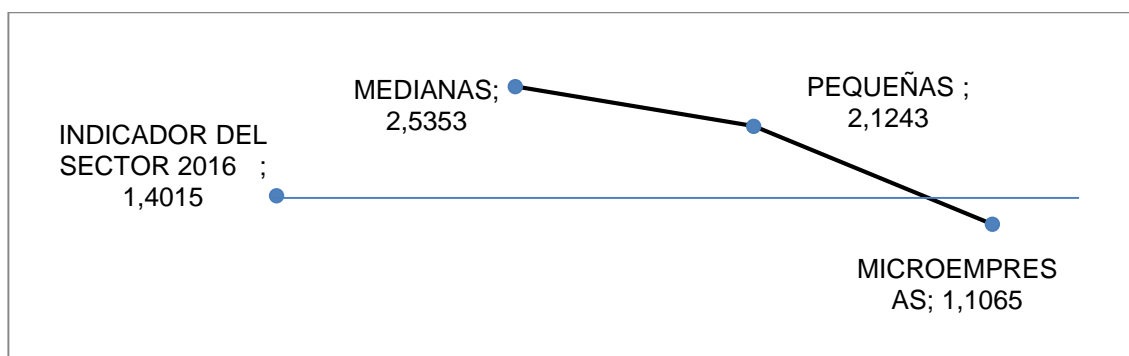 INDICADOR DEL
SECTOR 2016 ;
1,4015
MEDIANAS;
2,5353
PEQUEÑAS ;
2,1243
MICROEMPRES
AS; 1,1065